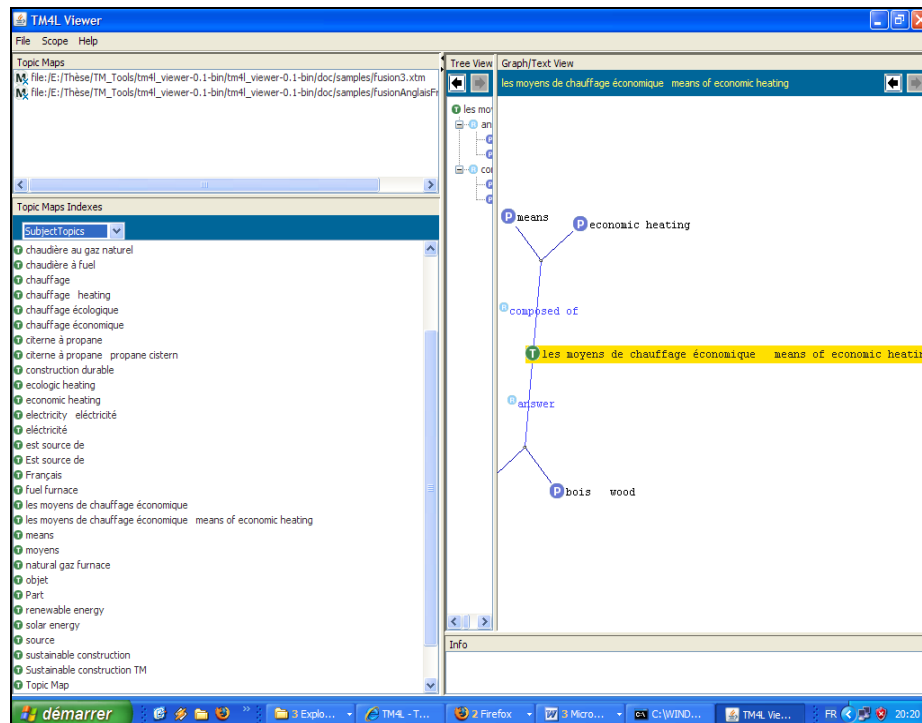 TM4L Viewer
File Scope Help
Topic Maps
file:/E:/Thèse/TM_Tools/tm4l_viewer-0.1-bin/tm4l_viewer-0.1-bin/doc/samples/fusion3.xtm
file:/E:/Thèse/TM_Tools/tm4l_viewer-0.1-bin/tm4l_viewer-0.1-bin/doc/samples/fusionAnglaisFr
Topic Maps Indexes
SubjectTopics
chaudière au gaz naturel
chaudière à fuel
chauffage
chauffage heating
chauffage écologique
chauffage économique
citerne à propane
citerne à propane propane cistern
construction durable
ecologic heating
economic heating
electricity eléctricité
eléctricité
est source de
Est source de
Français
fuel furnace
les moyens de chauffage économique
les moyens de chauffage économique means of economic heating
means
moyens
natural gaz furnace
objet
Part
renewable energy
solar energy
source
sustainable construction
Sustainable construction TM
Topic Map
Tree View
T les mo
R an
P
P
R co
P
P
Graph/Text View
les moyens de chauffage économique means of economic heating
P means
P economic heating
R composed of
T les moyens de chauffage économique means of economic heatin
R answer
P bois wood
Info
démarrer
3 Explo...
TM4L - T...
2 Firefox
3 Micro...
C:\WIND...
TM4L Vie...
FR
20:20